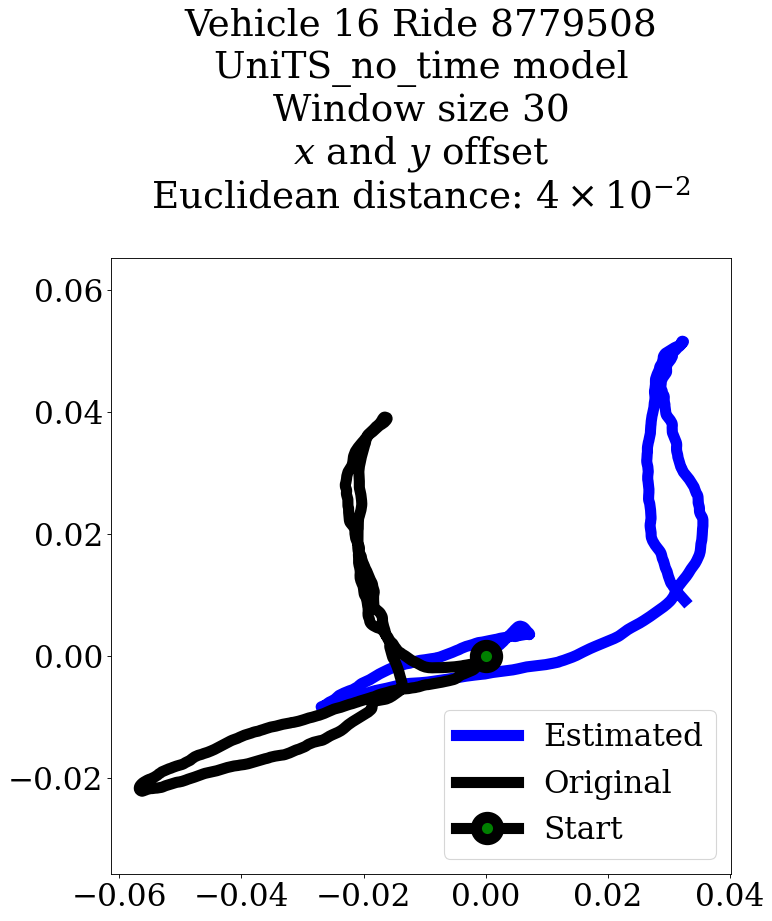 Vehicle 16 Ride 8779508
UniTS_no_time model
Window size 30
x and y offset
Euclidean distance: 4 × 10⁻²
0.06
0.04
0.02
0.00
−0.02
Estimated
Original
Start
−0.06 −0.04 −0.02 0.00 0.02 0.04